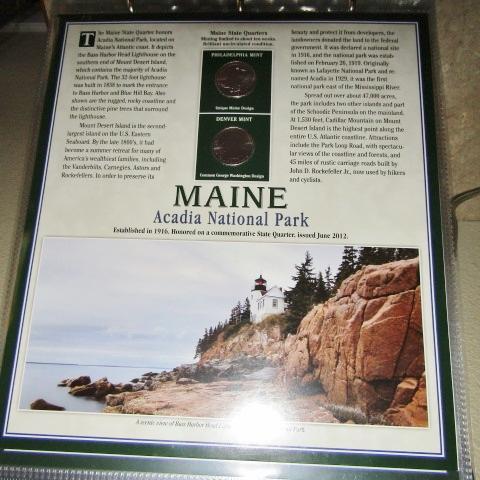 The Maine State Quarter honors
Acadia National Park, located on
Maine's Atlantic coast. It depicts
the Bass Harbor Head Lighthouse on the
southern end of Mount Desert Island,
which contains the majority of Acadia
National Park. The 32-foot lighthouse
was built in 1858 to mark the entrance
to Bass Harbor and Blue Hill Bay. Also
shown are the rugged, rocky coastline and
the distinctive pine trees that surround
the lighthouse.
Mount Desert Island is the second-
largest island on the U.S. Eastern
Seaboard. By the late 1800's, it had
become a summer retreat for many of
America's wealthiest families, including
the Vanderbilts, Carnegies, Astors and
Rockefellers. In order to preserve its
Maine State Quarters
Minting limited to about ten weeks.
Brilliant uncirculated condition.
PHILADELPHIA MINT
Unique Maine Design
DENVER MINT
Common George Washington Design
beauty and protect it from developers, the
landowners donated the land to the federal
government. It was declared a national site
in 1916, and the national park was estab-
lished on February 26, 1919. Originally
known as Lafayette National Park and re-
named Acadia in 1929, it was the first
national park east of the Mississippi River.
Spread out over about 47,000 acres,
the park includes two other islands and part
of the Schoodic Peninsula on the mainland.
At 1,530 feet, Cadillac Mountain on Mount
Desert Island is the highest point along the
entire U.S. Atlantic coastline. Attractions
include the Park Loop Road, with spectacu-
lar views of the coastline and forests, and
45 miles of rustic carriage roads built by
John D. Rockefeller Jr., now used by hikers
and cyclists.
MAINE
Acadia National Park
Established in 1916. Honored on a commemorative State Quarter, issued June 2012.
A scenic view of Bass Harbor Head Park.